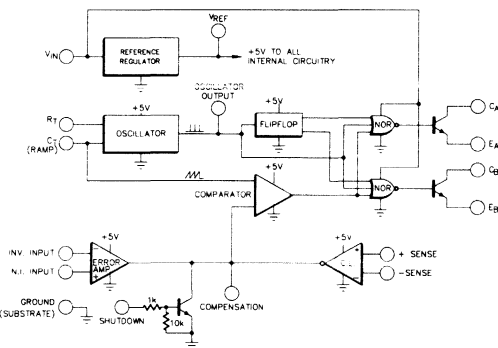 VREF
VIN
REFERENCE
REGULATOR
+5V TO ALL
INTERNAL CIRCUITRY
OSCILLATOR
OUTPUT
+5V
+5V
RT
CT
(RAMP)
OSCILLATOR
FLIPFLOP
NOR
CA
EA
+5V
COMPARATOR
NOR
CB
EB
+5V
+5V
INV. INPUT
N.I. INPUT
-
+
ERROR
AMP
C.L.
+
-
+ SENSE
-SENSE
GROUND
(SUBSTRATE)
SHUTDOWN
1k
10k
COMPENSATION